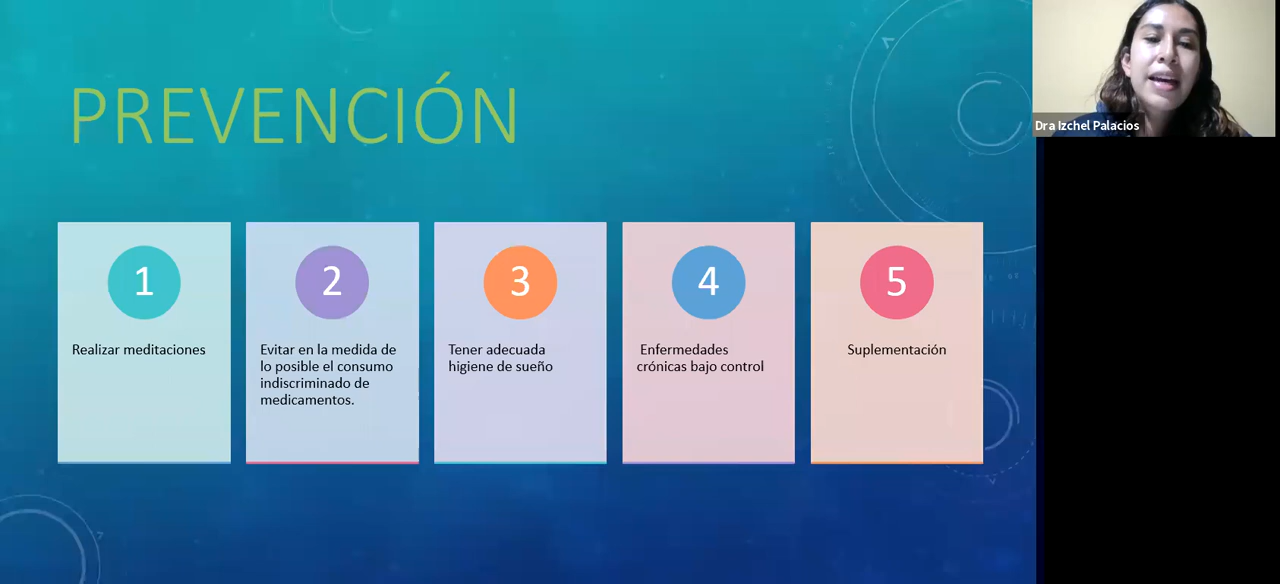 PREVENCIÓN
Dra Izchel Palacios
1
Realizar meditaciones
2
Evitar en la medida de
lo posible el consumo
indiscriminado de
medicamentos.
3
Tener adecuada
higiene de sueño
4
Enfermedades
crónicas bajo control
5
Suplementación